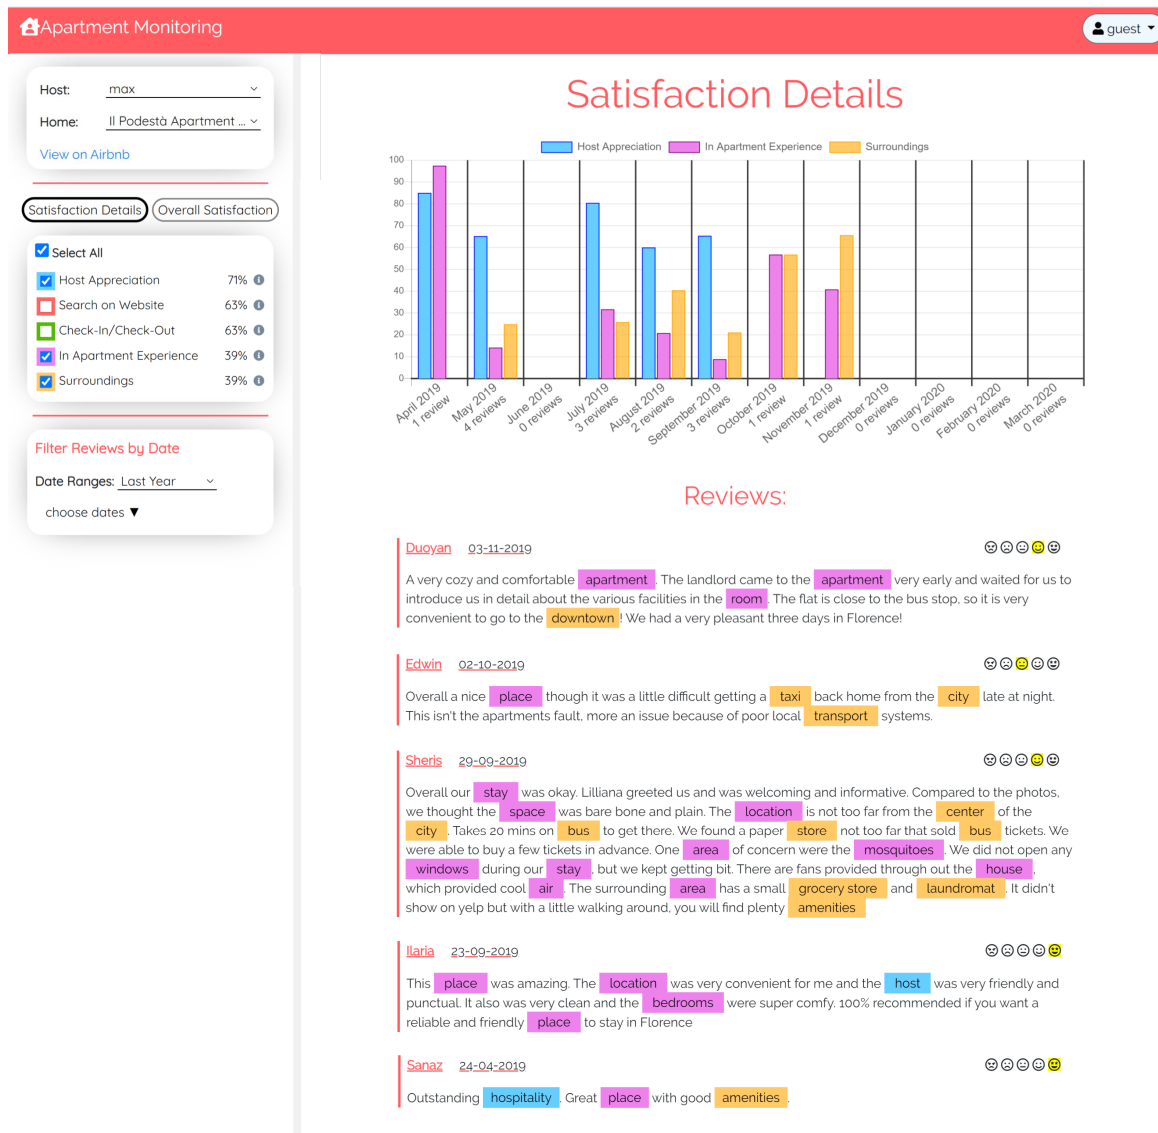 Apartment Monitoring
guest
Host: max
Home: Il Podestà Apartment ...
View on Airbnb
Satisfaction Details Overall Satisfaction
Select All
Host Appreciation 71%
Search on Website 63%
Check-In/Check-Out 63%
In Apartment Experience 39%
Surroundings 39%
Filter Reviews by Date
Date Ranges: Last Year
choose dates ▼
Satisfaction Details
Host Appreciation In Apartment Experience Surroundings
100
90
80
70
60
50
40
30
20
10
0
April 2019
1 review
May 2019
4 reviews
June 2019
0 reviews
July 2019
3 reviews
August 2019
2 reviews
September 2019
3 reviews
October 2019
1 review
November 2019
1 review
December 2019
0 reviews
January 2020
0 reviews
February 2020
0 reviews
March 2020
0 reviews
Reviews:
Duoyan 03-11-2019
A very cozy and comfortable apartment . The landlord came to the apartment very early and waited for us to
introduce us in detail about the various facilities in the room . The flat is close to the bus stop, so it is very
convenient to go to the downtown ! We had a very pleasant three days in Florence!
Edwin 02-10-2019
Overall a nice place though it was a little difficult getting a taxi back home from the city late at night.
This isn't the apartments fault, more an issue because of poor local transport systems.
Sheris 29-09-2019
Overall our stay was okay. Lilliana greeted us and was welcoming and informative. Compared to the photos,
we thought the space was bare bone and plain. The location is not too far from the center of the
city . Takes 20 mins on bus to get there. We found a paper store not too far that sold bus tickets. We
were able to buy a few tickets in advance. One area of concern were the mosquitoes . We did not open any
windows during our stay , but we kept getting bit. There are fans provided through out the house ,
which provided cool air . The surrounding area has a small grocery store and laundromat . It didn't
show on yelp but with a little walking around, you will find plenty amenities
Ilaria 23-09-2019
This place was amazing. The location was very convenient for me and the host was very friendly and
punctual. It also was very clean and the bedrooms were super comfy. 100% recommended if you want a
reliable and friendly place to stay in Florence
Sanaz 24-04-2019
Outstanding hospitality . Great place with good amenities .